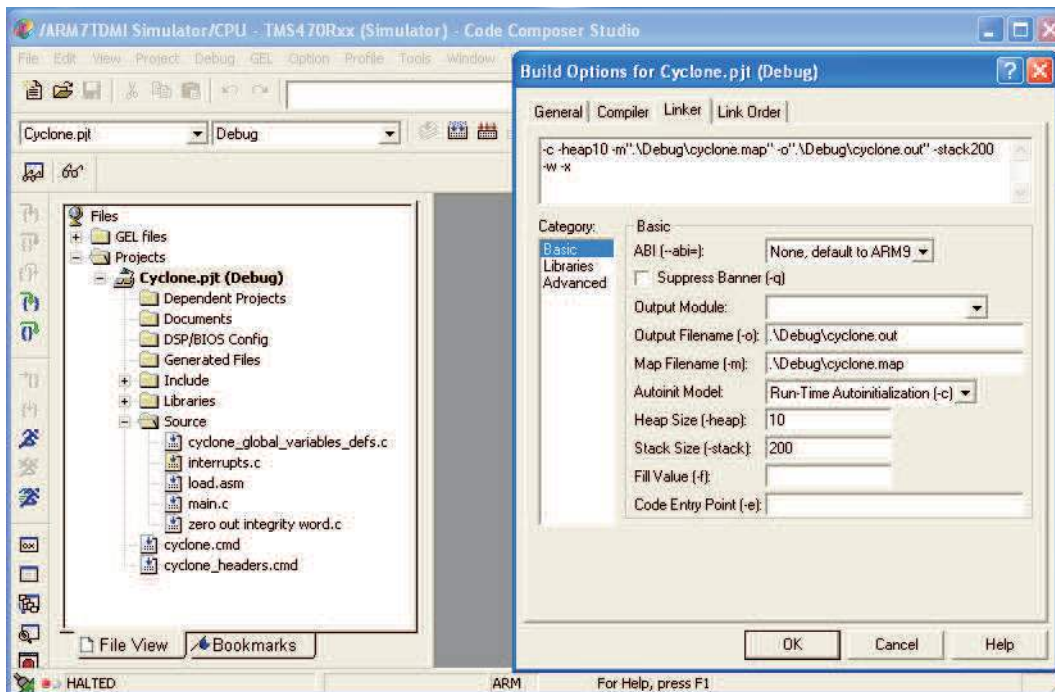 /ARM7TDMI Simulator/CPU - TMS470Rxx (Simulator) - Code Composer Studio
File Edit View Project Debug GEL Option Profile Tools Window
Cyclone.pjt Debug
Files
GEL files
Projects
Cyclone.pjt (Debug)
Dependent Projects
Documents
DSP/BIOS Config
Generated Files
Include
Libraries
Source
cyclone_global_variables_defs.c
interrupts.c
load.asm
main.c
zero out integrity word.c
cyclone.cmd
cyclone_headers.cmd
File View Bookmarks
HALTED ARM For Help, press F1
Build Options for Cyclone.pjt (Debug)
General Compiler Linker Link Order
-c -heap10 -m".\Debug\cyclone.map" -o".\Debug\cyclone.out" -stack200
-w -x
Category:
Basic
Libraries
Advanced
Basic
ABI (--abi=): None, default to ARM9
Suppress Banner (-q)
Output Module:
Output Filename (-o): .\Debug\cyclone.out
Map Filename (-m): .\Debug\cyclone.map
Autoinit Model: Run-Time Autoinitialization (-c)
Heap Size (-heap): 10
Stack Size (-stack): 200
Fill Value (-f):
Code Entry Point (-e):
OK Cancel Help